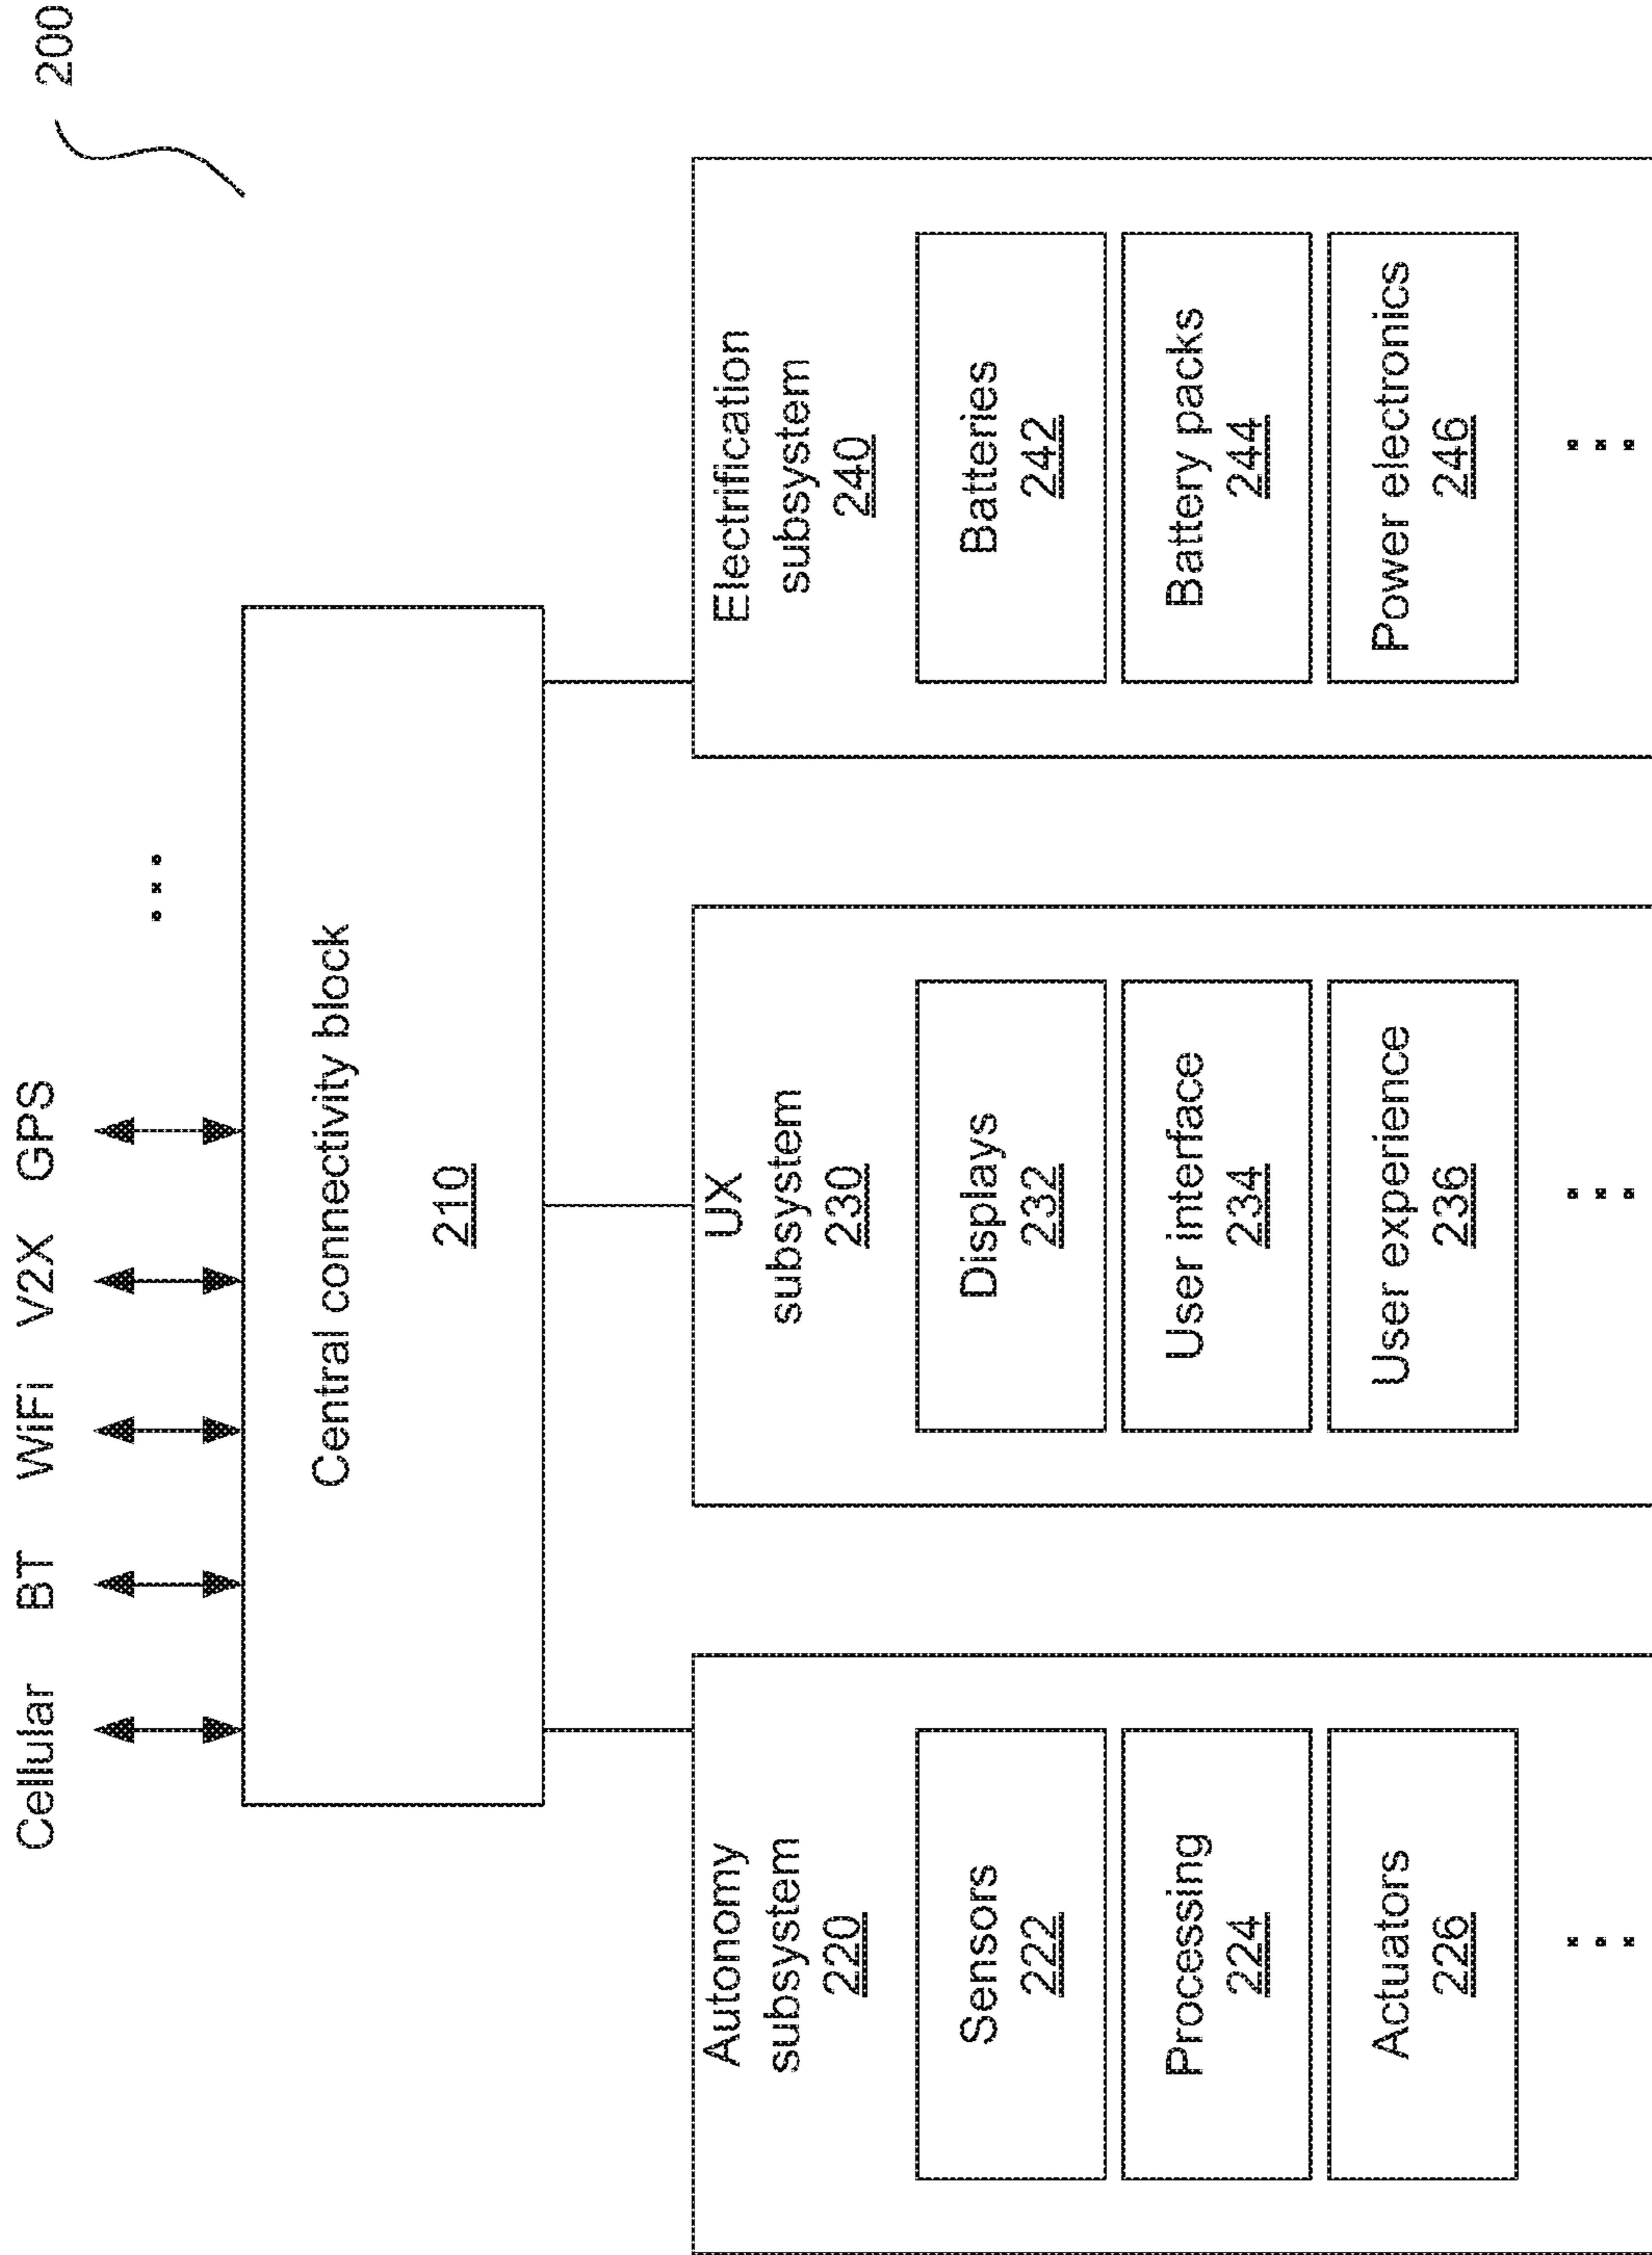 200
Cellular BT WiFi V2X GPS
...
Central connectivity block
210
Autonomy
subsystem
220
Sensors
222
Processing
224
Actuators
226
...
UX
subsystem
230
Displays
232
User interface
234
User experience
236
...
Electrification
subsystem
240
Batteries
242
Battery packs
244
Power electronics
246
...